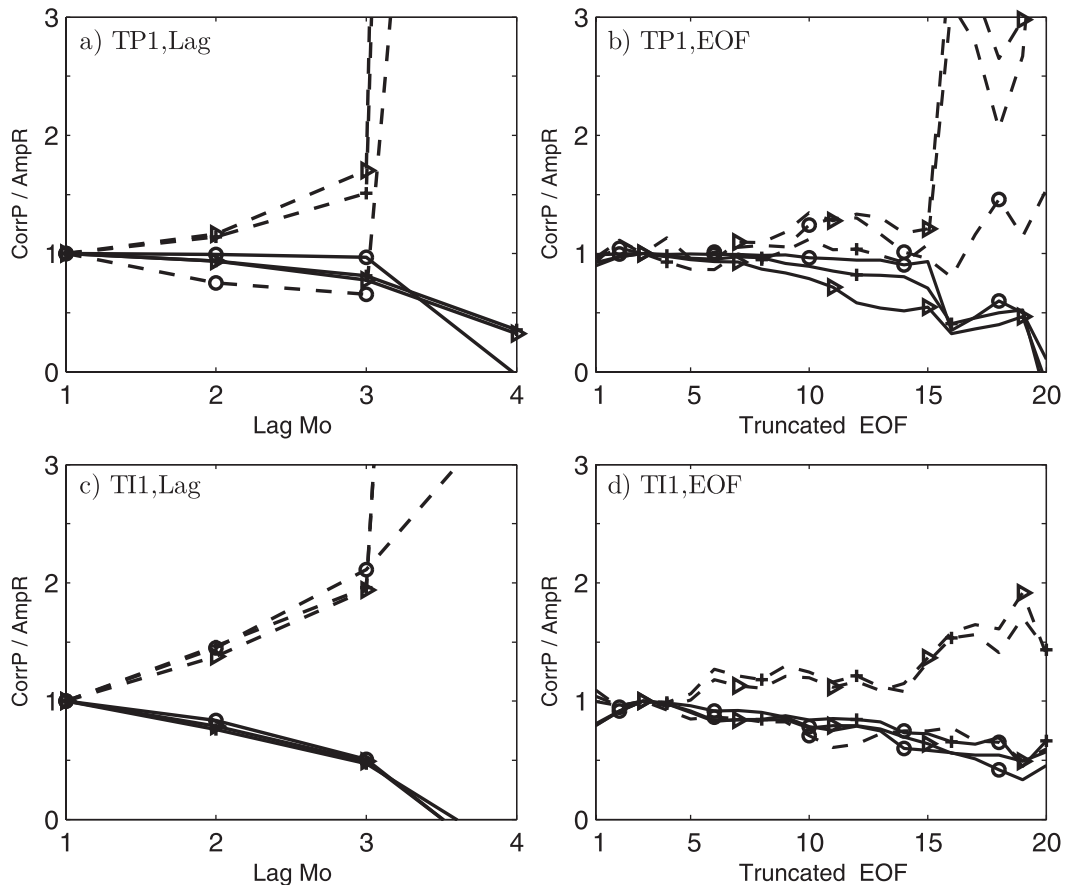 a) TP1,Lag
CorrP / AmpR
3
2
1
0
1 2 3 4
Lag Mo
b) TP1,EOF
CorrP / AmpR
3
2
1
0
1 5 10 15 20
Truncated EOF
c) TI1,Lag
CorrP / AmpR
3
2
1
0
1 2 3 4
Lag Mo
d) TI1,EOF
CorrP / AmpR
3
2
1
0
1 5 10 15 20
Truncated EOF